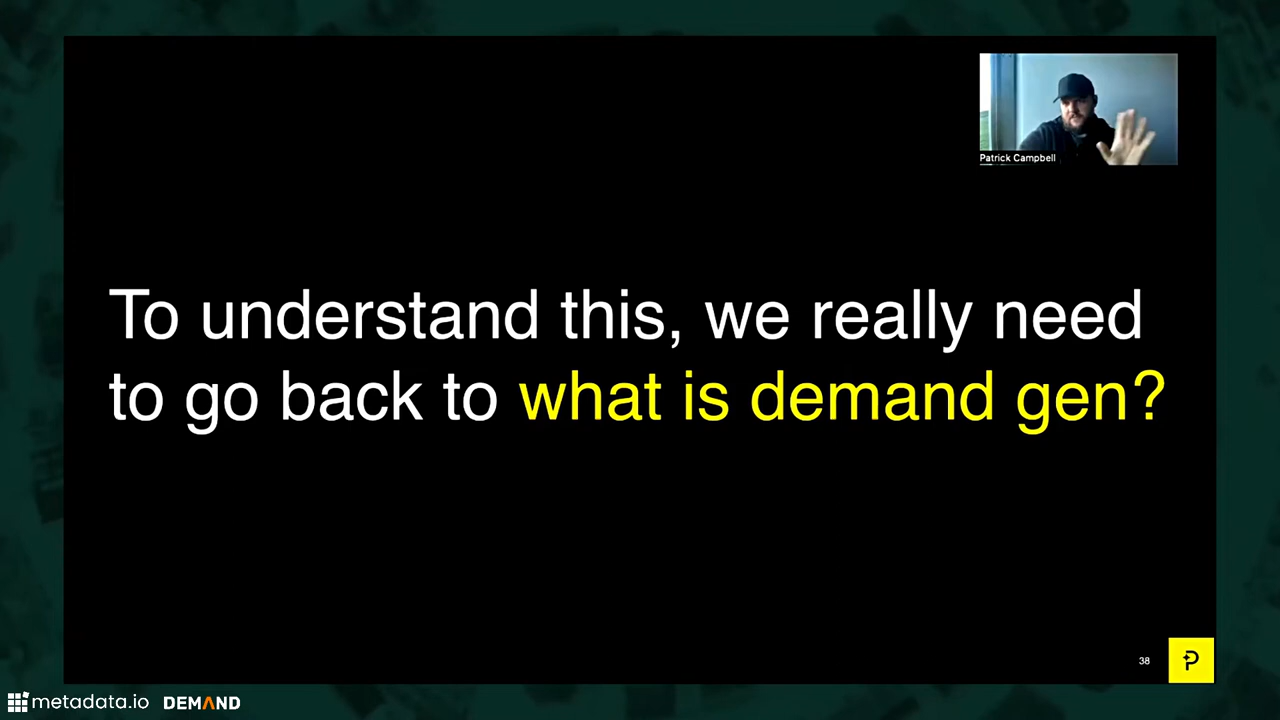 Patrick Campbell
To understand this, we really need
to go back to what is demand gen?
38
P
metadata.io DEMAND